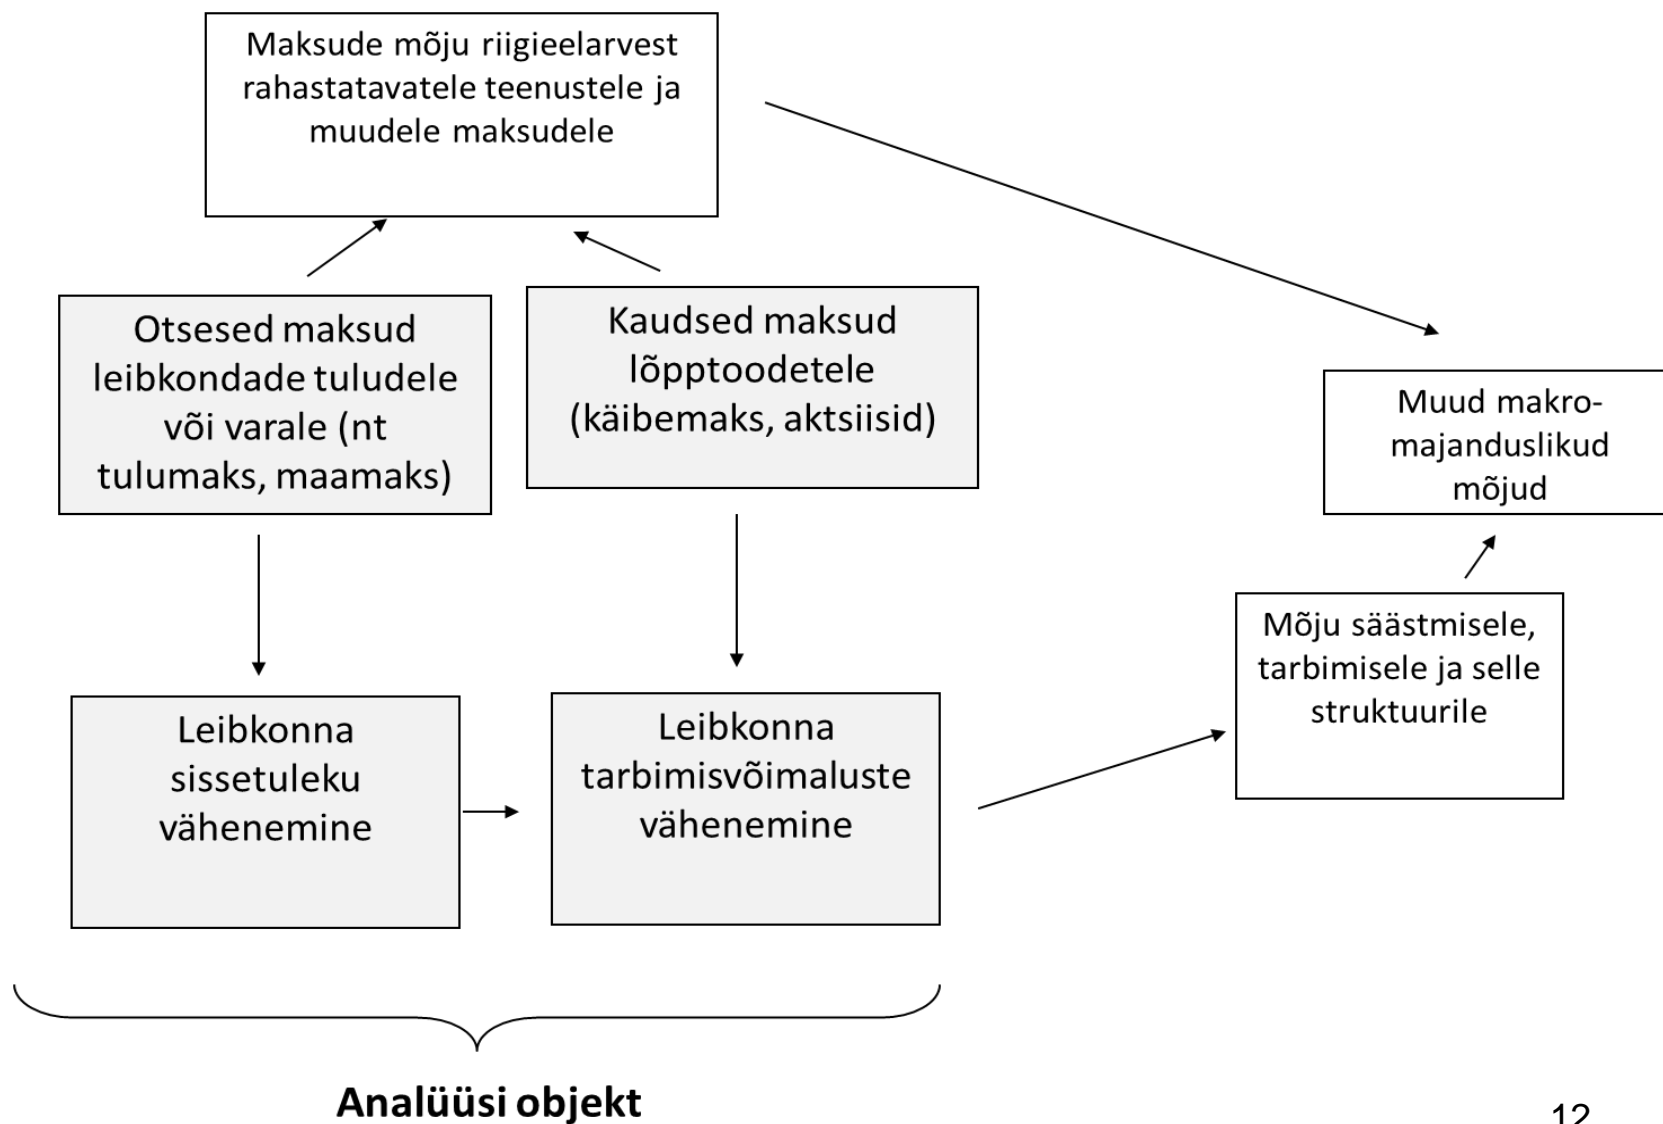 Maksude mõju riigieelarvest
rahastatavatele teenustele ja
muudele maksudele
Otsesed maksud
leibkondade tuludele
või varale (nt
tulumaks, maamaks)
Kaudsed maksud
lõpptoodetele
(käibemaks, aktsiisid)
Muud makro-
majanduslikud
mõjud
Mõju säästmisele,
tarbimisele ja selle
struktuurile
Leibkonna
sissetuleku
vähenemine
Leibkonna
tarbimisvõimaluste
vähenemine
Analüüsi objekt
12